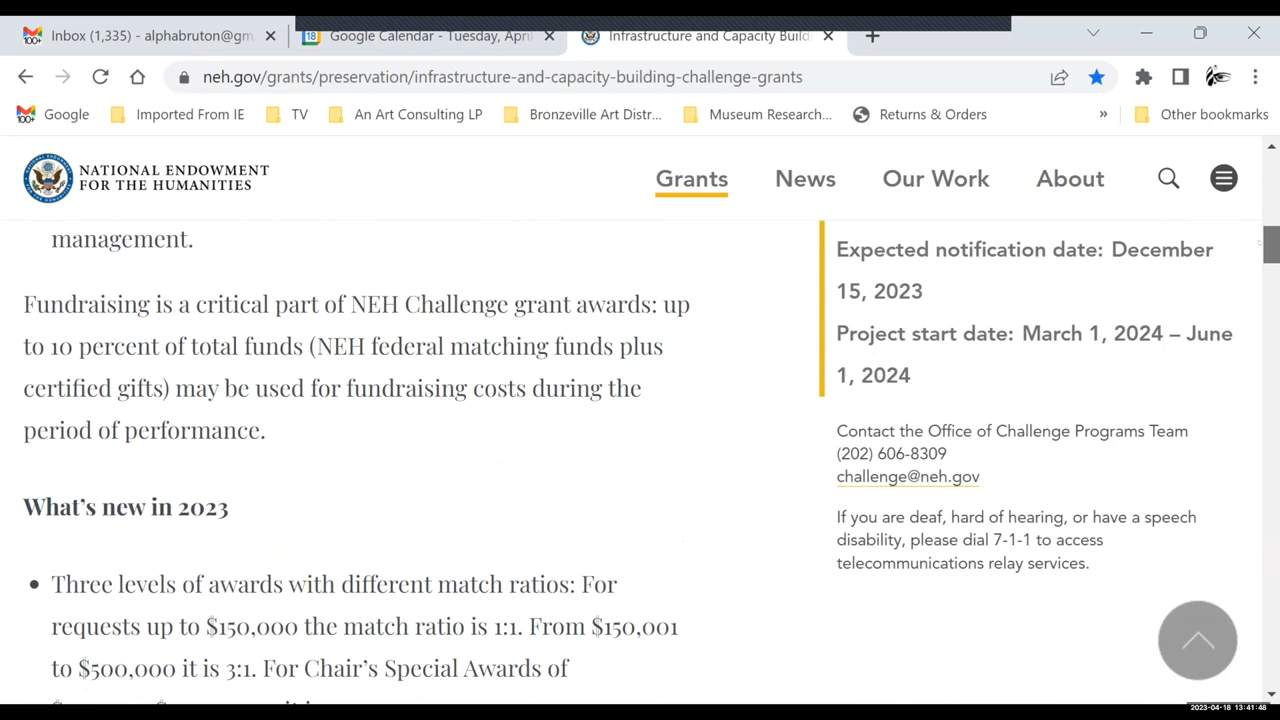 Inbox (1,335) - alphabruton@gm
Google Calendar - Tuesday, April
Infrastructure and Capacity Build
neh.gov/grants/preservation/infrastructure-and-capacity-building-challenge-grants
Google
Imported From IE
TV
An Art Consulting LP
Bronzeville Art Distr...
Museum Research...
Returns & Orders
»
Other bookmarks
NATIONAL ENDOWMENT
FOR THE HUMANITIES
Grants
News
Our Work
About
management.
Fundraising is a critical part of NEH Challenge grant awards: up
to 10 percent of total funds (NEH federal matching funds plus
certified gifts) may be used for fundraising costs during the
period of performance.
What's new in 2023
• Three levels of awards with different match ratios: For
requests up to $150,000 the match ratio is 1:1. From $150,001
to $500,000 it is 3:1. For Chair's Special Awards of
Expected notification date: December
15, 2023
Project start date: March 1, 2024 – June
1, 2024
Contact the Office of Challenge Programs Team
(202) 606-8309
challenge@neh.gov
If you are deaf, hard of hearing, or have a speech
disability, please dial 7-1-1 to access
telecommunications relay services.
2023-04-18 13:41:48